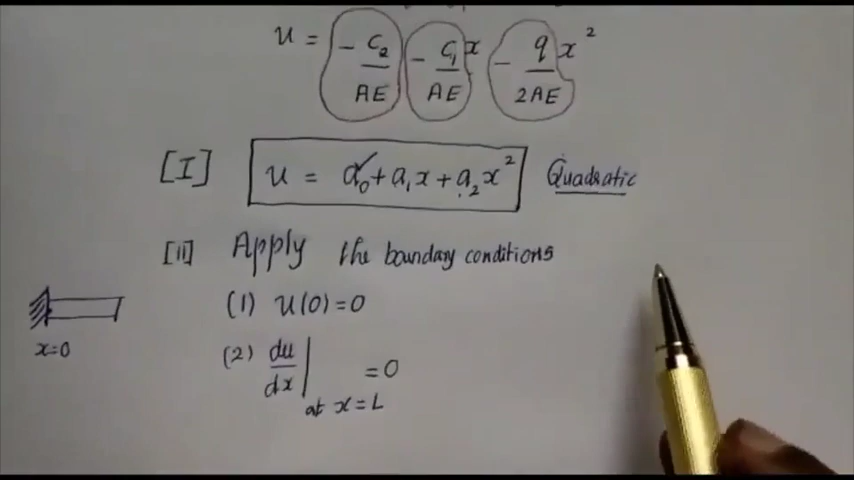 u = - C₂/AE - C₁/AE x - q/2AE x²
[I] u = a₀ + a₁x + a₂x² Quadratic
[II] Apply the boundary conditions
(1) u(0) = 0
x=0
(2) du/dx | at x = L = 0